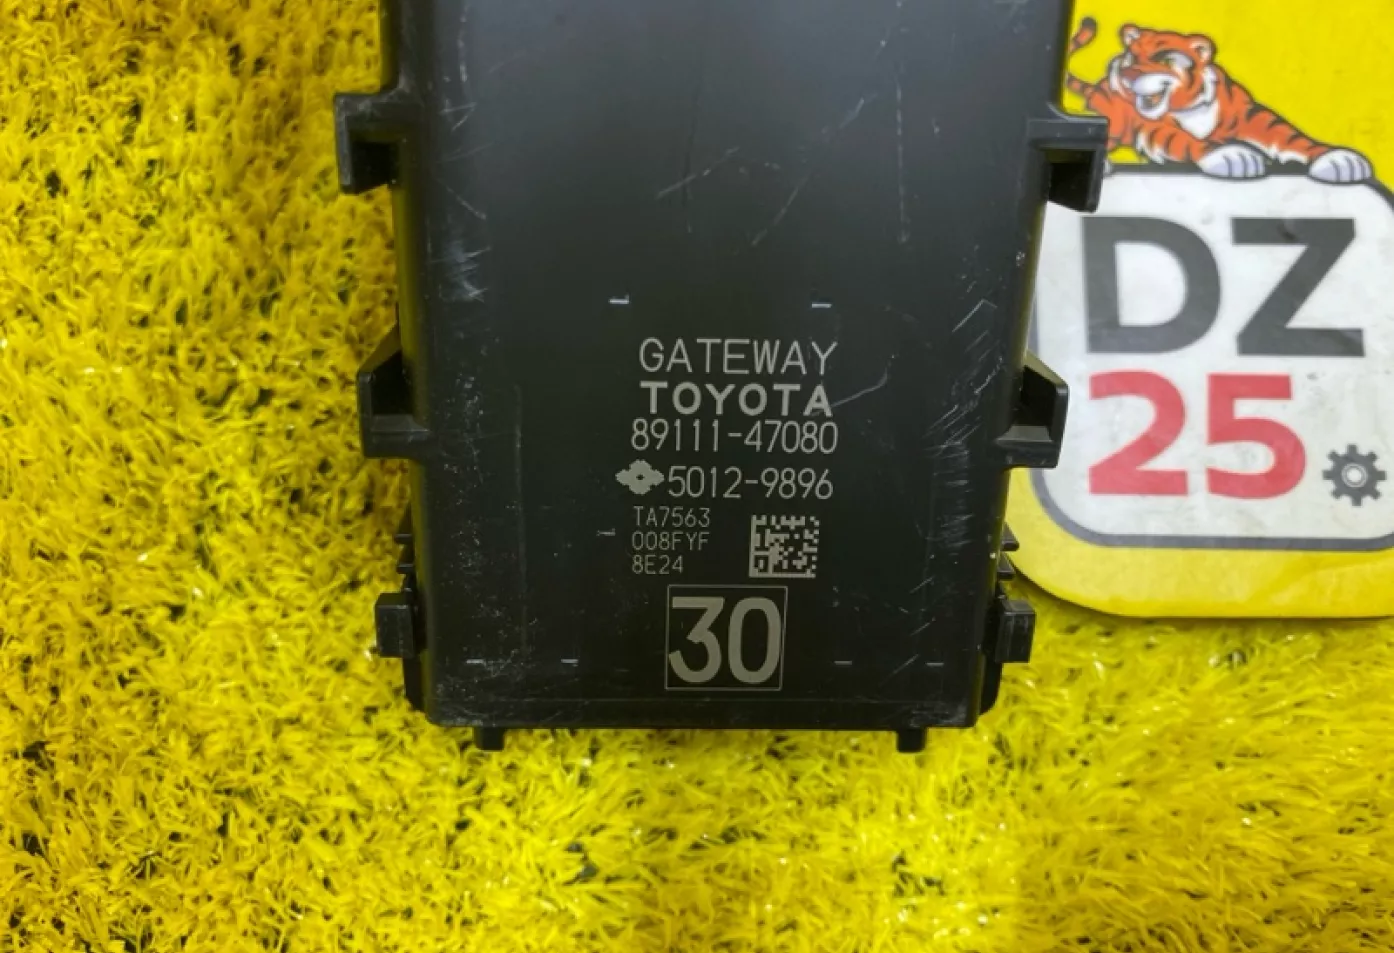 GATEWAY
TOYOTA
89111-47080
5012-9896
TA7563
008FYF
8E24
30
DZ
25